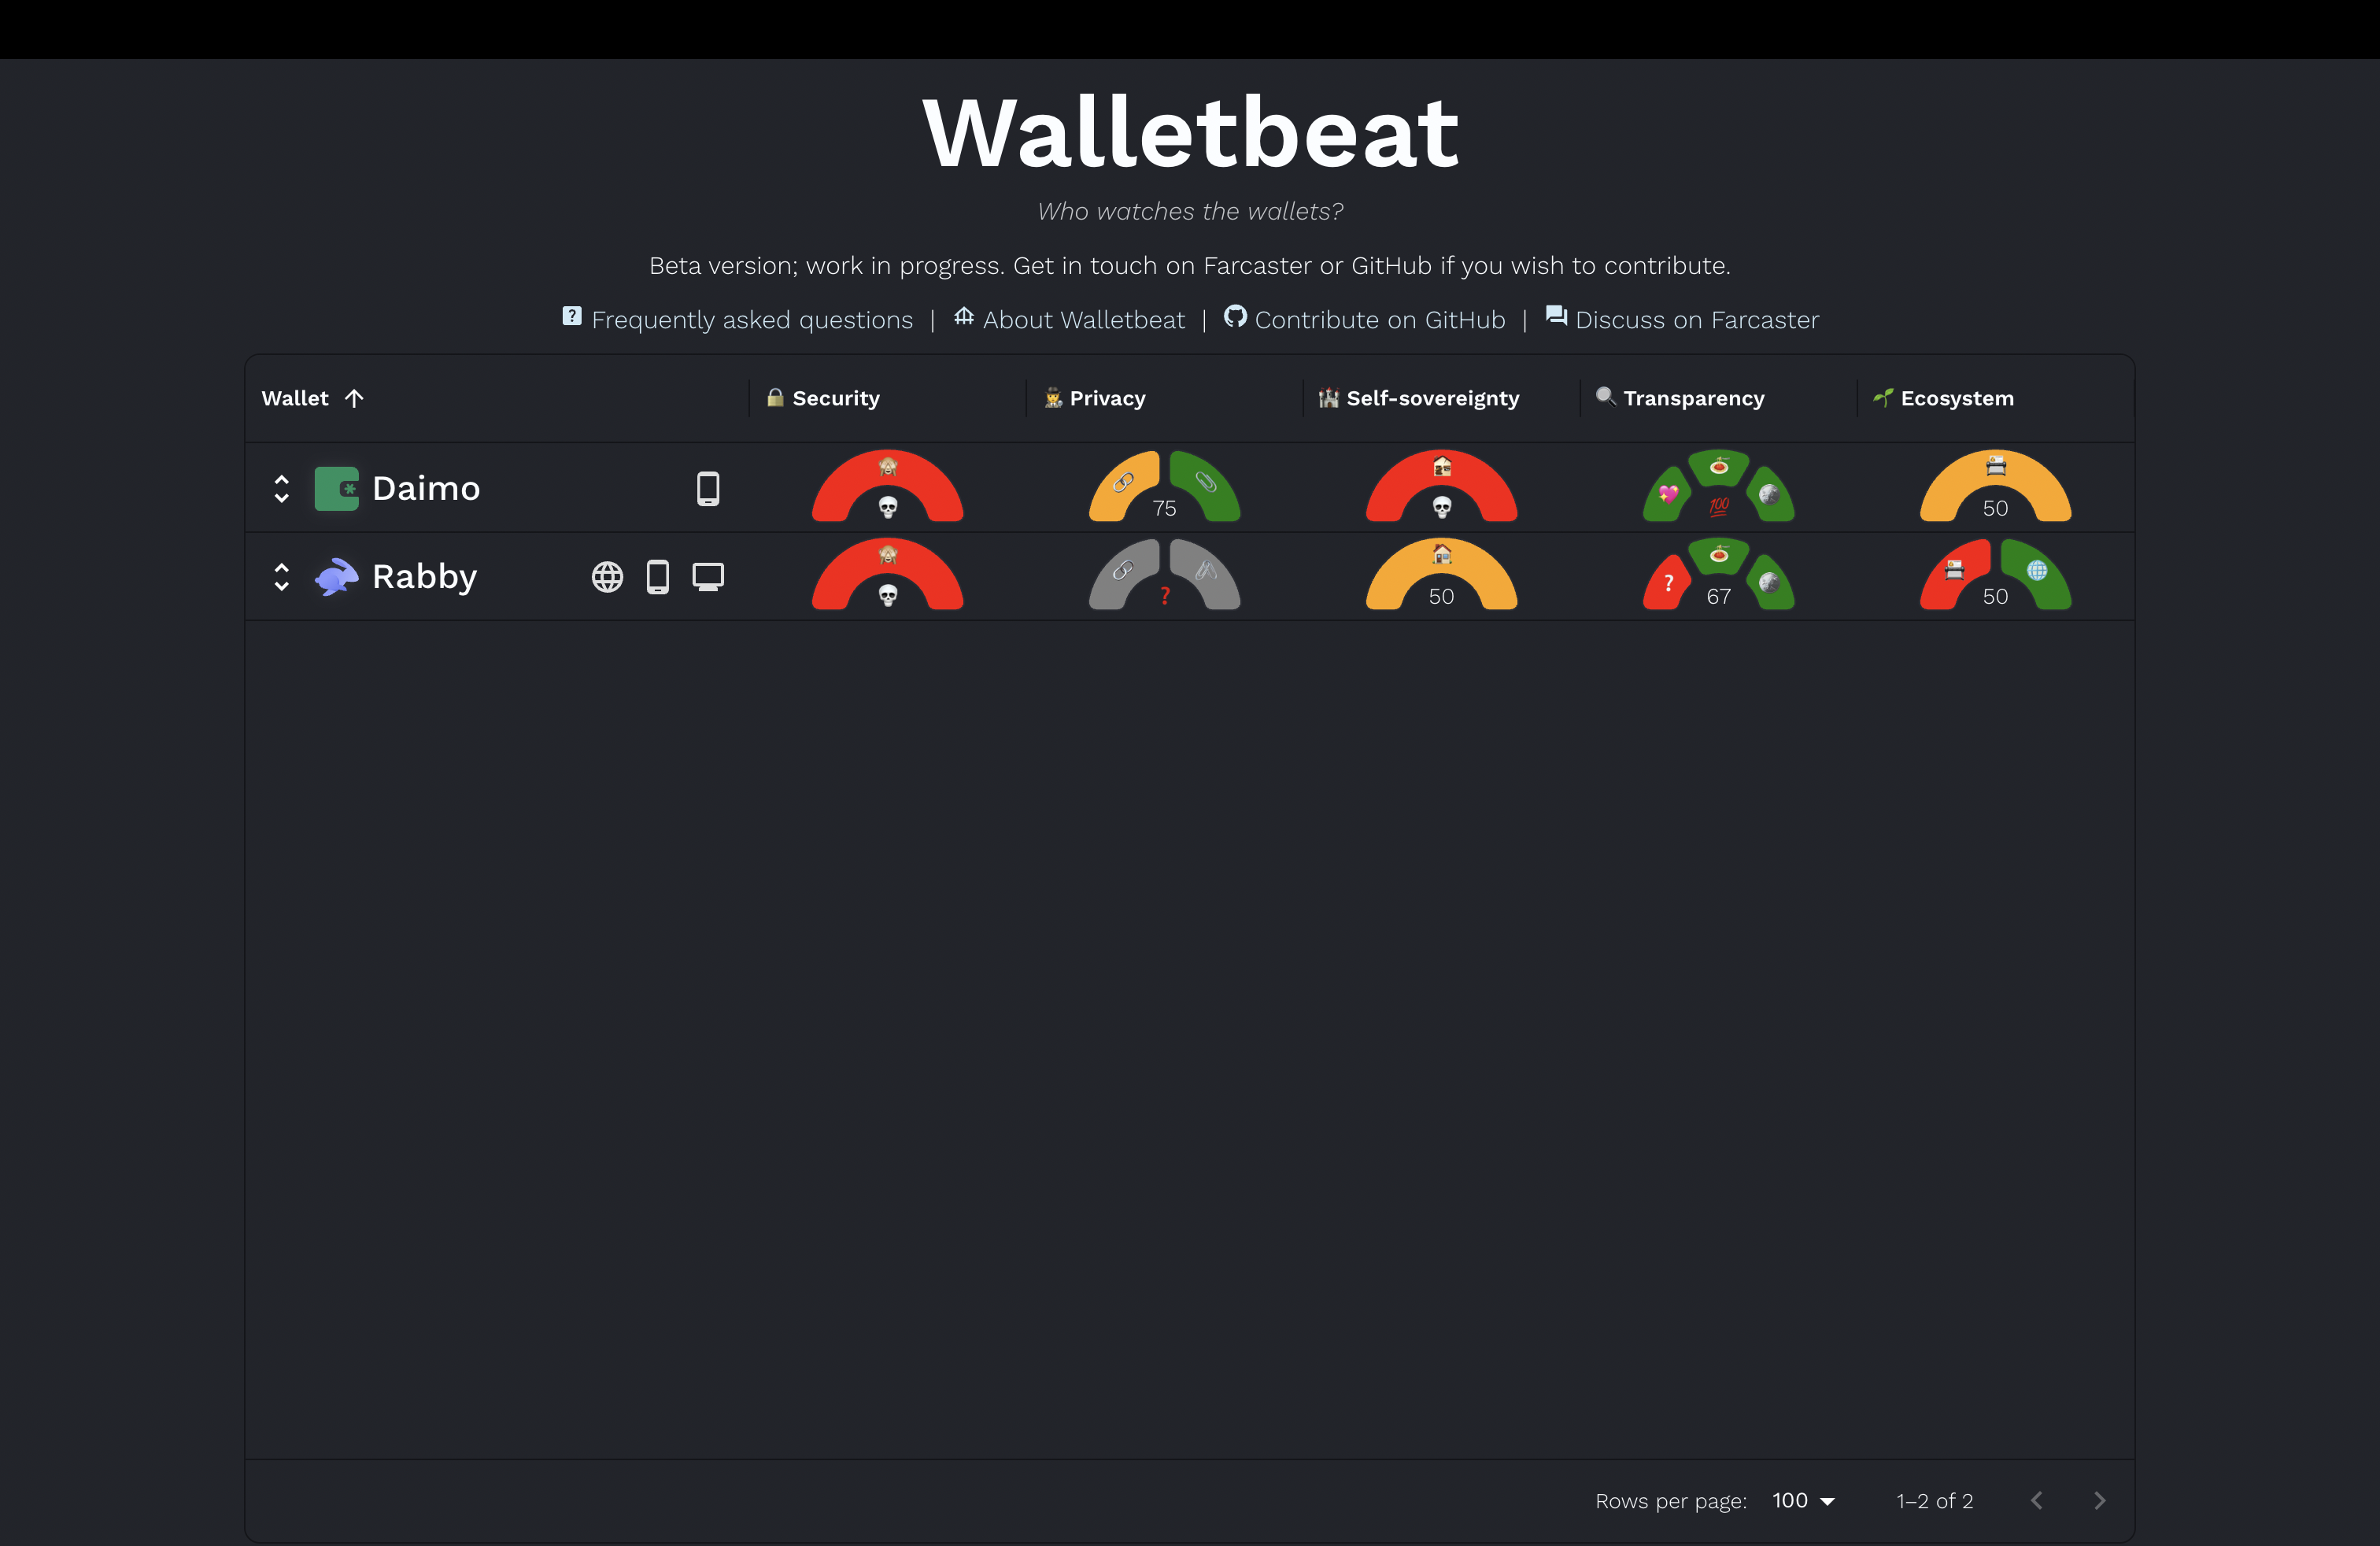 Walletbeat
Who watches the wallets?
Beta version; work in progress. Get in touch on Farcaster or GitHub if you wish to contribute.
Frequently asked questions | About Walletbeat | Contribute on GitHub | Discuss on Farcaster
Wallet Security Privacy Self-sovereignty Transparency Ecosystem
Daimo 75 100 50
Rabby ? 50 ? 67 50
Rows per page: 100 1–2 of 2